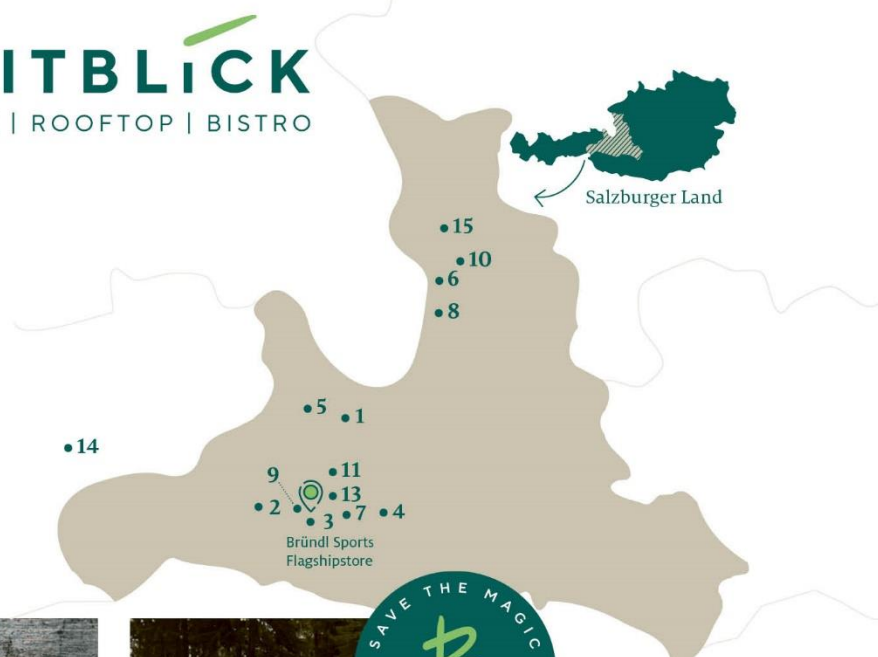 ITBLiCK
| ROOFTOP | BISTRO
Salzburger Land
15
10
6
8
5
1
14
11
9
13
2
7
4
3
Bründl Sports
Flagshipstore
SAVE THE MAGIC